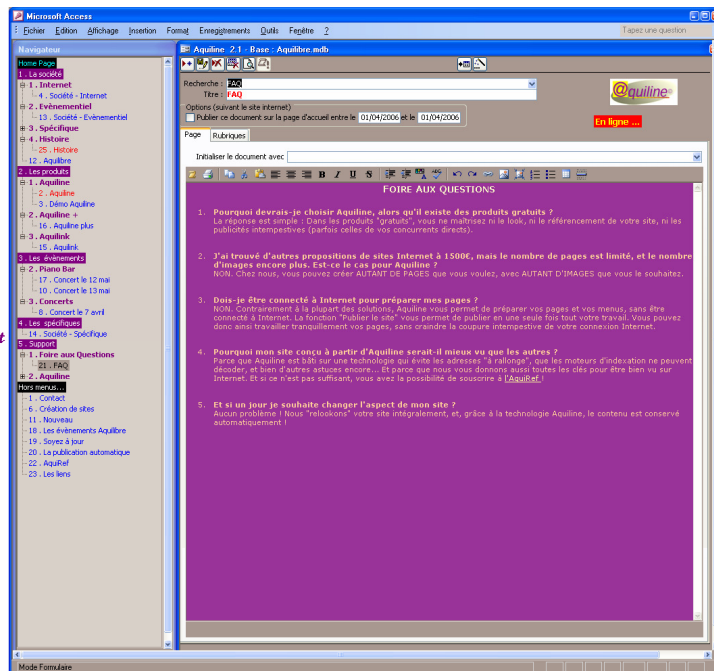 Microsoft Access
Fichier Edition Affichage Insertion Format Enregistrements Outils Fenêtre ?
Tapez une question
Navigateur
Home Page
1 . La société
1 . Internet
4 . Société - Internet
2 . Evènementiel
13 . Société - Evènementiel
3 . Spécifique
4 . Histoire
25 . Histoire
12 . Aquilibre
2 . Les produits
1 . Aquiline
2 . Aquiline
3 . Démo Aquiline
2 . Aquiline +
16 . Aquiline plus
3 . Aquilink
15 . Aquilink
3 . Les évènements
2 . Piano Bar
17 . Concert le 12 mai
10 . Concert le 13 mai
3 . Concerts
8 . Concert le 7 avril
4 . Les spécifiques
14 . Société - Spécifique
5 . Support
1 . Foire aux Questions
21 . FAQ
2 . Aquiline
Hors menus...
1 . Contact
6 . Création de sites
11 . Nouveau
18 . Les évènements Aquilibre
19 . Soyez à jour
20 . La publication automatique
22 . AquiRef
23 . Les liens
t
Aquiline 2.1 - Base : Aquilibre.mdb
Recherche : FAQ
Titre : FAQ
@quiline
Options (suivant le site internet)
Publier ce document sur la page d'accueil entre le 01/04/2006 et le 01/04/2006
En ligne ...
Page Rubriques
Initialiser le document avec
B I U S
FOIRE AUX QUESTIONS
1. Pourquoi devrais-je choisir Aquiline, alors qu'il existe des produits gratuits ?
La réponse est simple : Dans les produits "gratuits", vous ne maîtrisez ni le look, ni le référencement de votre site, ni les
publicités intempestives (parfois celles de vos concurrents directs).
2. J'ai trouvé d'autres propositions de sites Internet à 1500€, mais le nombre de pages est limité, et le nombre
d'images encore plus. Est-ce le cas pour Aquiline ?
NON. Chez nous, vous pouvez créer AUTANT DE PAGES que vous voulez, avec AUTANT D'IMAGES que vous le souhaitez.
3. Dois-je être connecté à Internet pour préparer mes pages ?
NON. Contrairement à la plupart des solutions, Aquiline vous permet de préparer vos pages et vos menus, sans être
connecté à Internet. La fonction "Publier le site" vous permet de publier en une seule fois tout votre travail. Vous pouvez
donc ainsi travailler tranquillement vos pages, sans craindre la coupure intempestive de votre connexion Internet.
4. Pourquoi mon site conçu à partir d'Aquiline serait-il mieux vu que les autres ?
Parce que Aquiline est bâti sur une technologie qui évite les adresses "à rallonge", que les moteurs d'indexation ne peuvent
décoder, et bien d'autres astuces encore... Et parce que nous vous donnons aussi toutes les clés pour être bien vu sur
Internet. Et si ce n'est pas suffisant, vous avez la possibilité de souscrire à l'AquiRef !
5. Et si un jour je souhaite changer l'aspect de mon site ?
Aucun problème ! Nous "relookons" votre site intégralement, et, grâce à la technologie Aquiline, le contenu est conservé
automatiquement !
Mode Formulaire